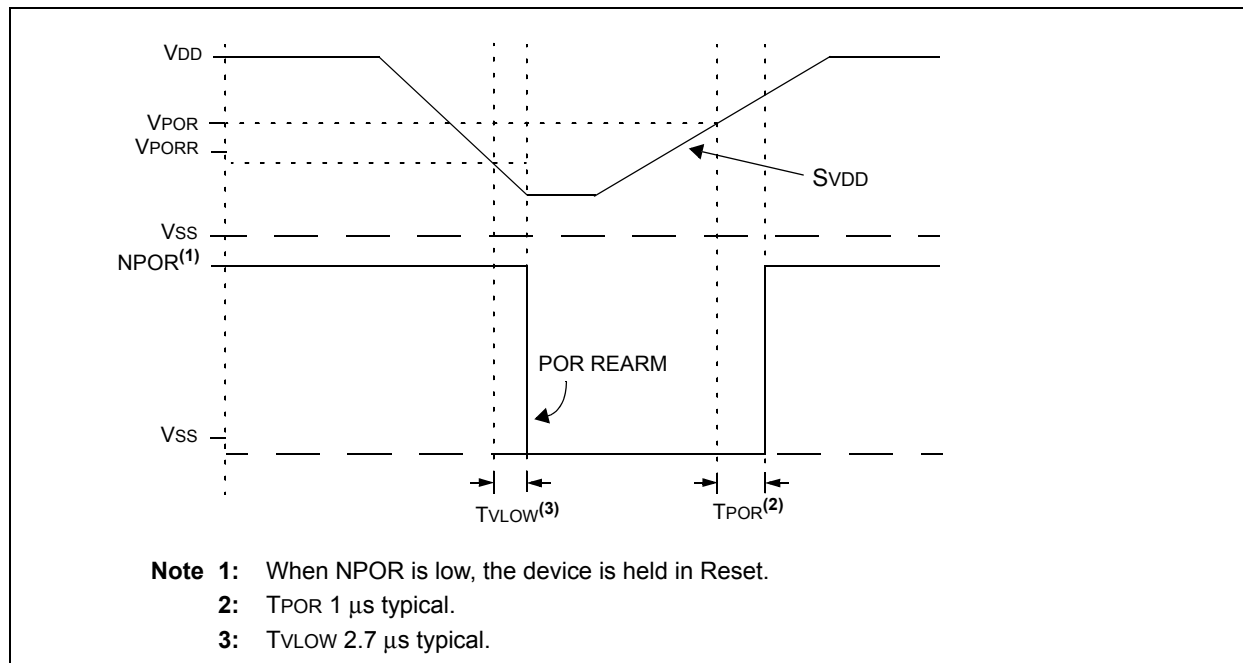 VDD
VPOR
VPORR
SVDD
VSS
NPOR(1)
POR REARM
VSS
TVLOW(3)
TPOR(2)
Note 1: When NPOR is low, the device is held in Reset.
2: TPOR 1 μs typical.
3: TVLOW 2.7 μs typical.